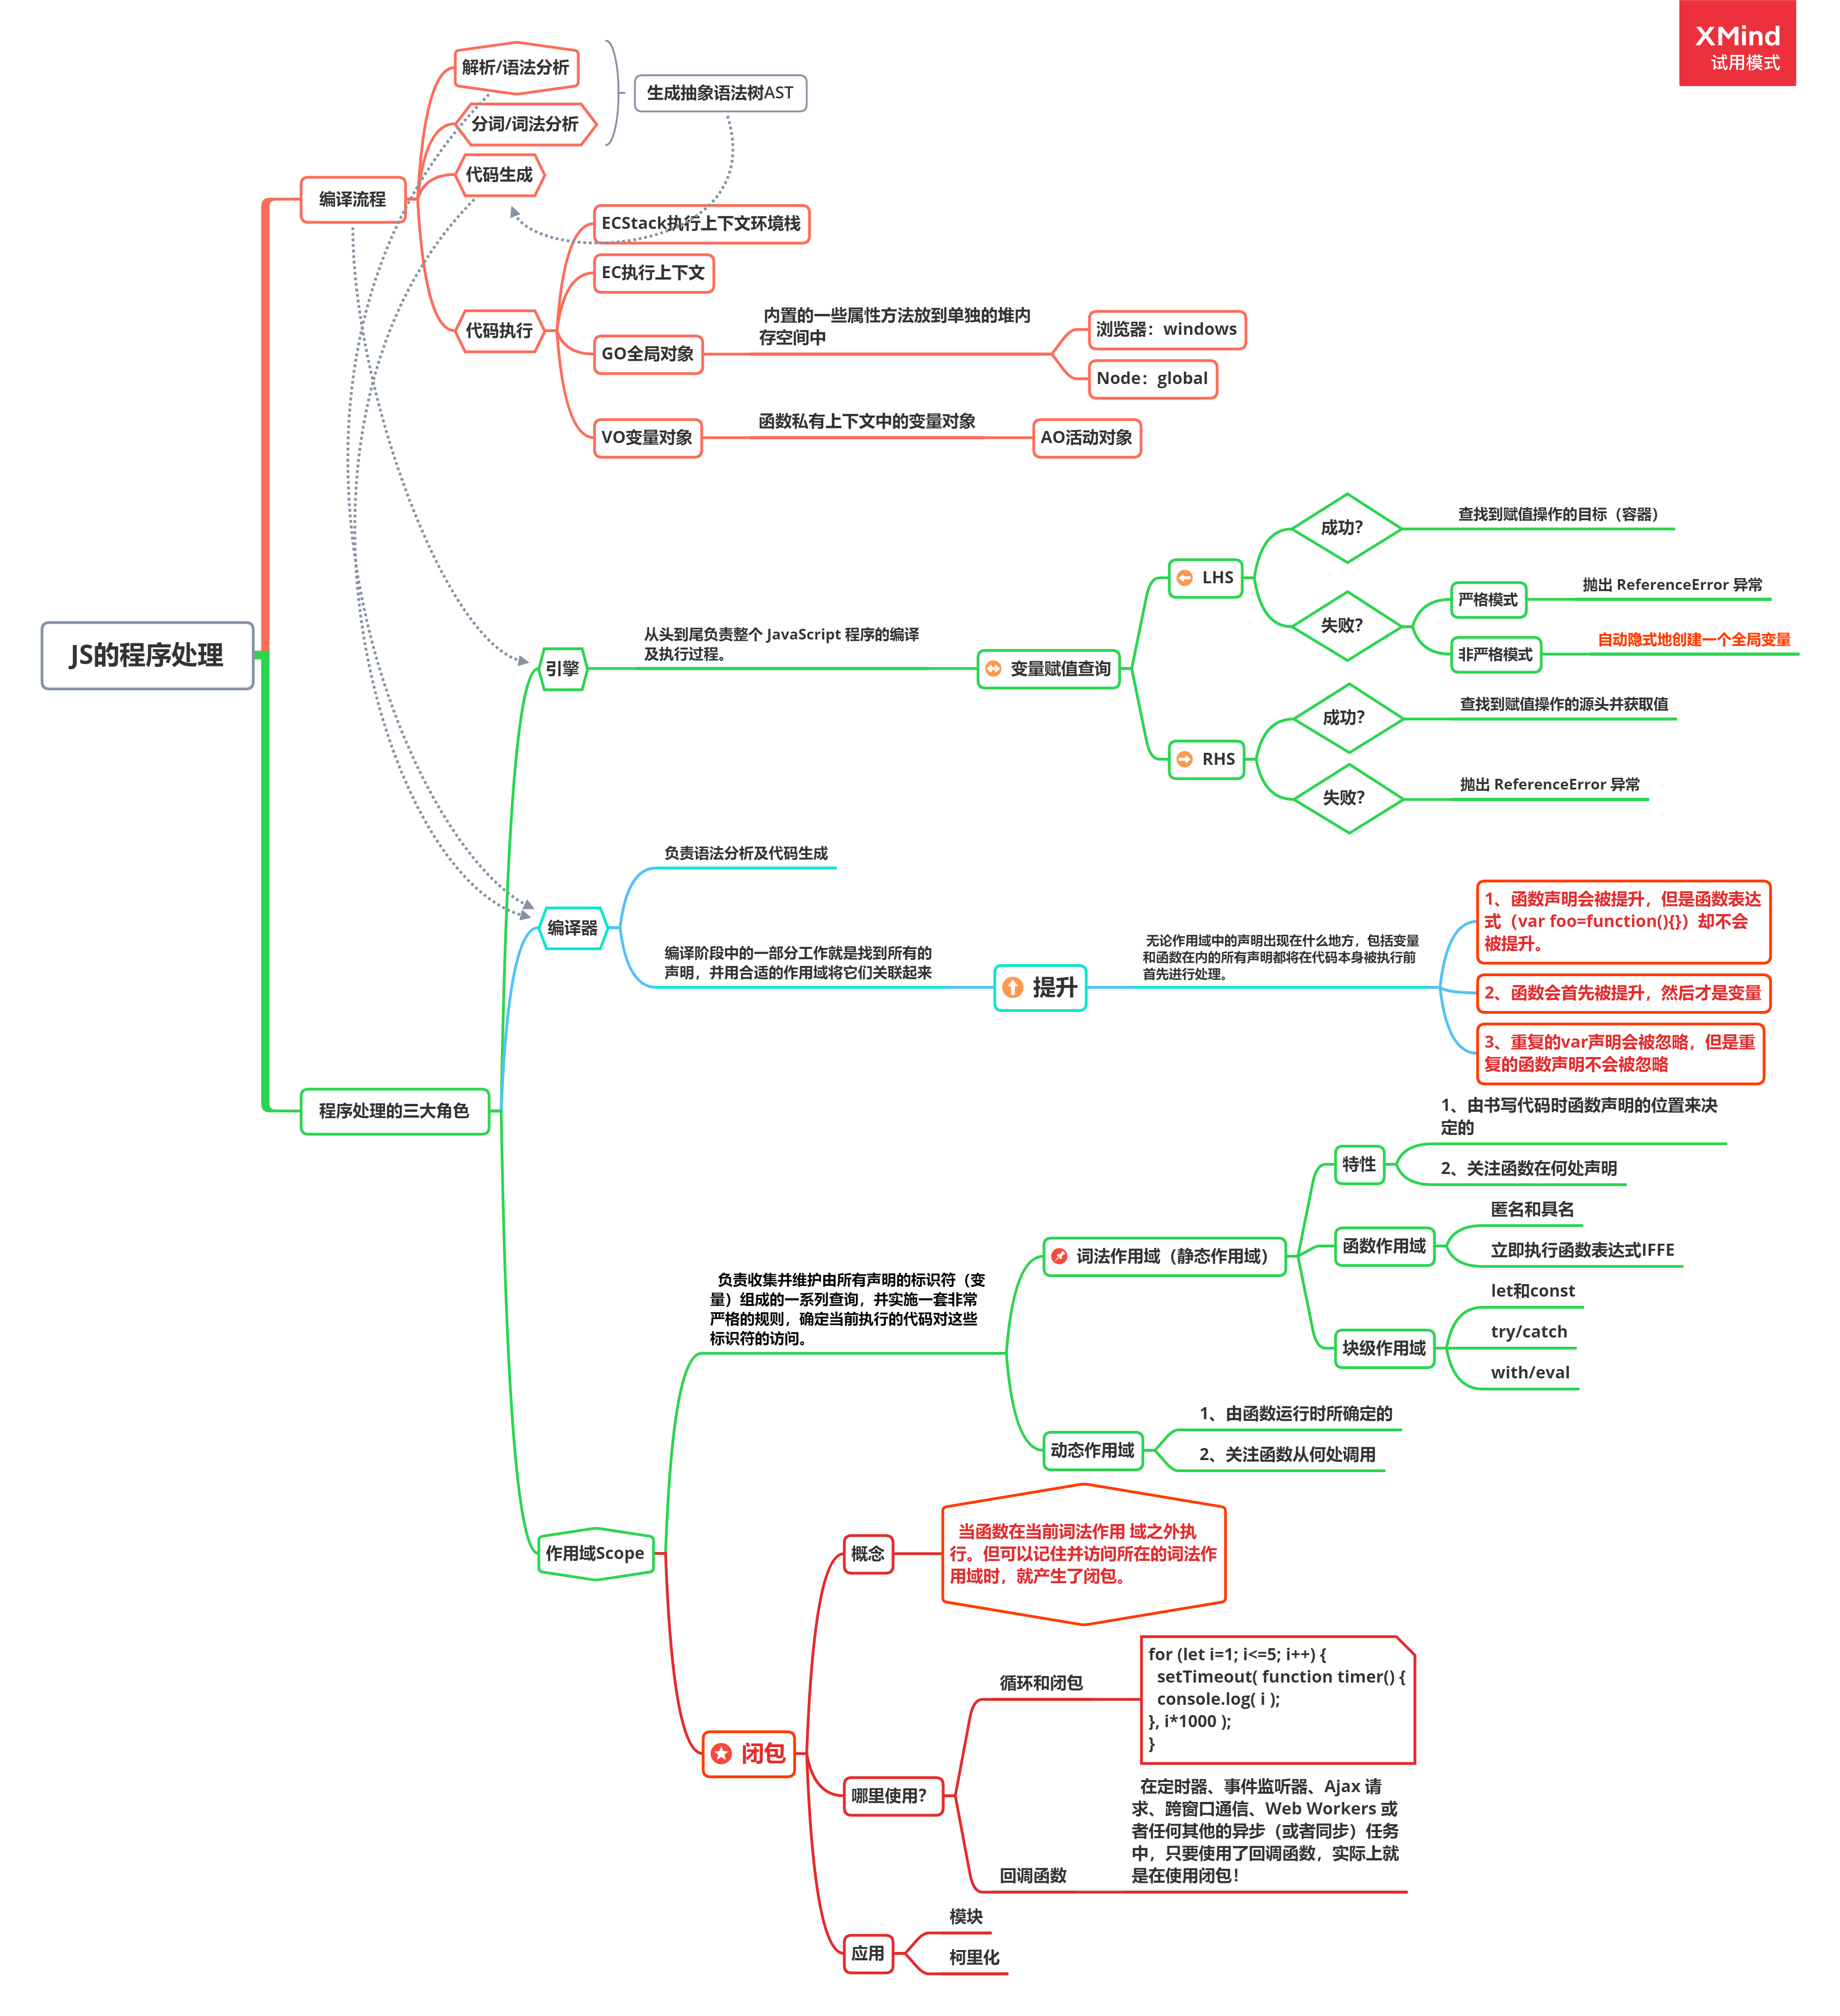 XMind
试用模式
JS的程序处理
编译流程
解析/语法分析
分词/词法分析
生成抽象语法树AST
代码生成
代码执行
ECStack执行上下文环境栈
EC执行上下文
GO全局对象
内置的一些属性方法放到单独的堆内
存空间中
浏览器：windows
Node：global
VO变量对象
函数私有上下文中的变量对象
AO活动对象
程序处理的三大角色
引擎
从头到尾负责整个 JavaScript 程序的编译
及执行过程。
变量赋值查询
LHS
成功？
查找到赋值操作的目标（容器）
失败？
严格模式
抛出 ReferenceError 异常
非严格模式
自动隐式地创建一个全局变量
RHS
成功？
查找到赋值操作的源头并获取值
失败？
抛出 ReferenceError 异常
编译器
负责语法分析及代码生成
编译阶段中的一部分工作就是找到所有的
声明，并用合适的作用域将它们关联起来
提升
无论作用域中的声明出现在什么地方，包括变量
和函数在内的所有声明都将在代码本身被执行前
首先进行处理。
1、函数声明会被提升，但是函数表达
式（var foo=function(){}）却不会
被提升。
2、函数会首先被提升，然后才是变量
3、重复的var声明会被忽略，但是重
复的函数声明不会被忽略
作用域Scope
负责收集并维护由所有声明的标识符（变
量）组成的一系列查询，并实施一套非常
严格的规则，确定当前执行的代码对这些
标识符的访问。
词法作用域（静态作用域）
特性
1、由书写代码时函数声明的位置来决
定的
2、关注函数在何处声明
函数作用域
匿名和具名
立即执行函数表达式IFFE
块级作用域
let和const
try/catch
with/eval
动态作用域
1、由函数运行时所确定的
2、关注函数从何处调用
闭包
概念
当函数在当前词法作用 域之外执
行。但可以记住并访问所在的词法作
用域时，就产生了闭包。
哪里使用？
循环和闭包
for (let i=1; i<=5; i++) {
setTimeout( function timer() {
console.log( i );
}, i*1000 );
}
回调函数
在定时器、事件监听器、Ajax 请
求、跨窗口通信、Web Workers 或
者任何其他的异步（或者同步）任务
中，只要使用了回调函数，实际上就
是在使用闭包！
应用
模块
柯里化